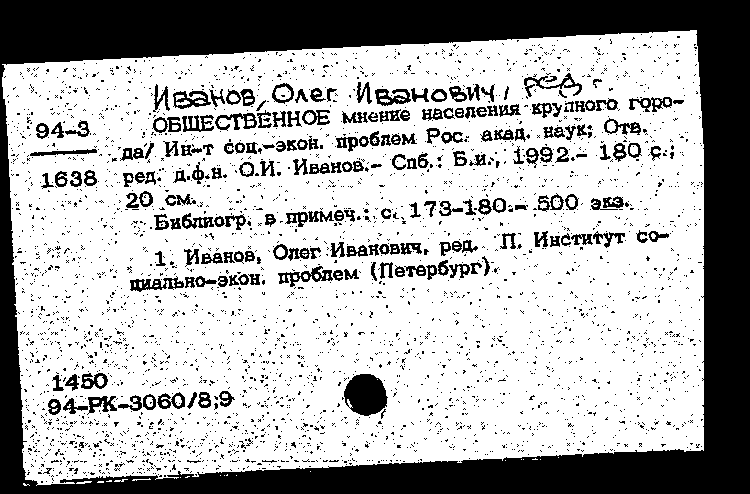 Иванов, Олег Иванович, ред.
94-3
1638
ОБЩЕСТВЕННОЕ мнение населения крупного горо-
да/ Ин-т соц.-экон. проблем Рос. акад. наук; Отв.
ред. д.ф.н. О.И. Иванов.- Спб.: Б.и., 1992.- 180 с.;
20 см.
Библиогр. в примеч.: с. 173-180.- 500 экз.
1. Иванов, Олег Иванович, ред. П. Институт со-
циально-экон. проблем (Петербург).
1450
94-РК-3060/8;9